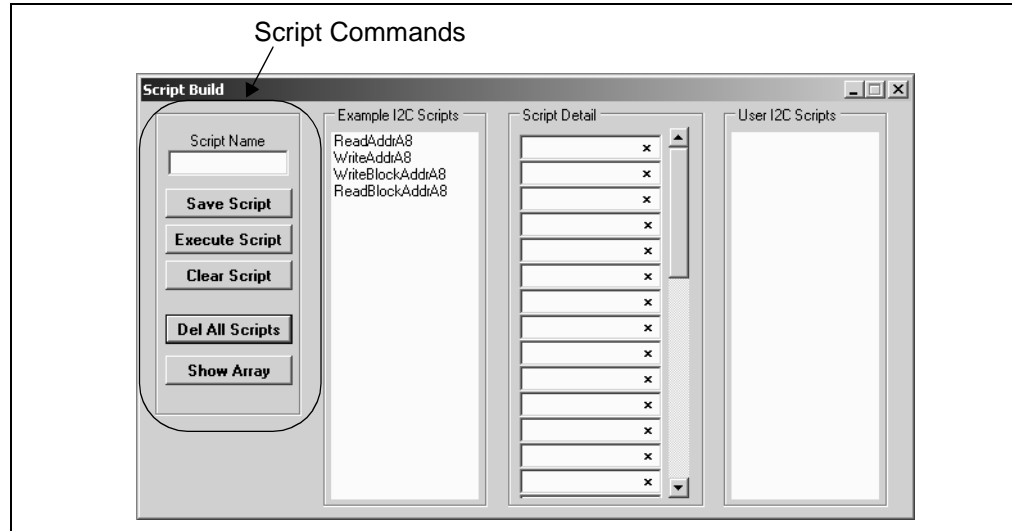 Script Commands
Script Build
Script Name
Save Script
Execute Script
Clear Script
Del All Scripts
Show Array
Example I2C Scripts
ReadAddrA8
WriteAddrA8
WriteBlockAddrA8
ReadBlockAddrA8
Script Detail
x
x
x
x
x
x
x
x
x
x
x
x
x
x
User I2C Scripts